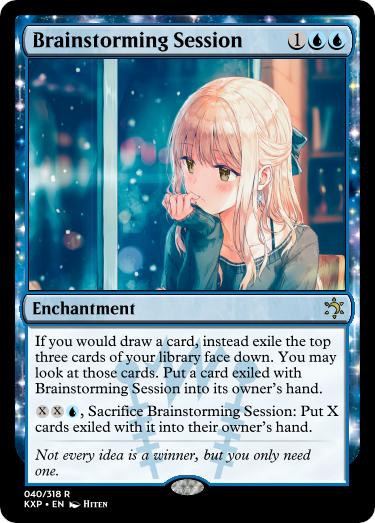 Brainstorming Session 1
Enchantment
If you would draw a card, instead exile the top
three cards of your library face down. You may
look at those cards. Put a card exiled with
Brainstorming Session into its owner's hand.
X X , Sacrifice Brainstorming Session: Put X
cards exiled with it into their owner's hand.
Not every idea is a winner, but you only need
one.
040/318 R
KXP • EN Hiten